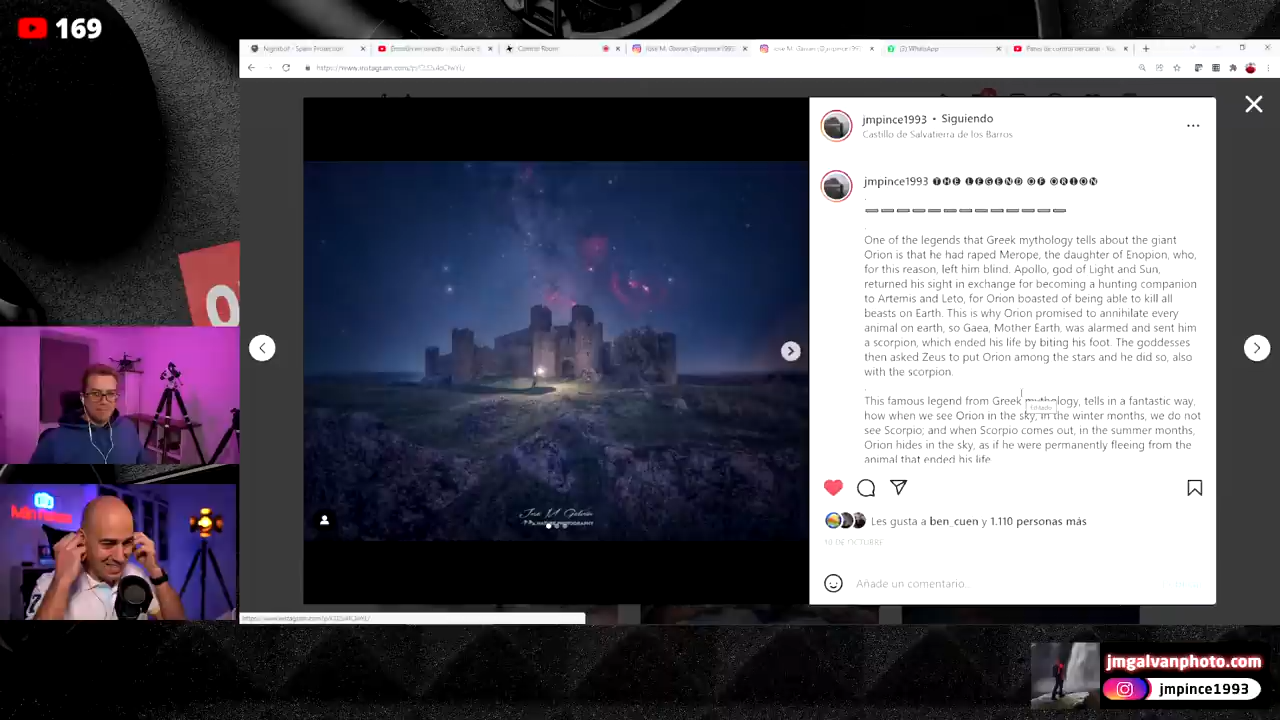 169
jmpince1993 • Siguiendo
Castillo de Salvatierra de los Barros
jmpince1993 THE LEGEND OF ORION
One of the legends that Greek mythology tells about the giant
Orion is that he had raped Merope, the daughter of Enopion, who,
for this reason, left him blind. Apollo, god of Light and Sun,
returned his sight in exchange for becoming a hunting companion
to Artemis and Leto, for Orion boasted of being able to kill all
beasts on Earth. This is why Orion promised to annihilate every
animal on earth, so Gaea, Mother Earth, was alarmed and sent him
a scorpion, which ended his life by biting his foot. The goddesses
then asked Zeus to put Orion among the stars and he did so, also
with the scorpion.
This famous legend from Greek mythology, tells in a fantastic way,
how when we see Orion in the sky, in the winter months, we do not
see Scorpio; and when Scorpio comes out, in the summer months,
Orion hides in the sky, as if he were permanently fleeing from the
animal that ended his life
Les gusta a ben_cuen y 1.110 personas más
10 DE OCTUBRE
Añade un comentario...
jmgalvanphoto.com
jmpince1993